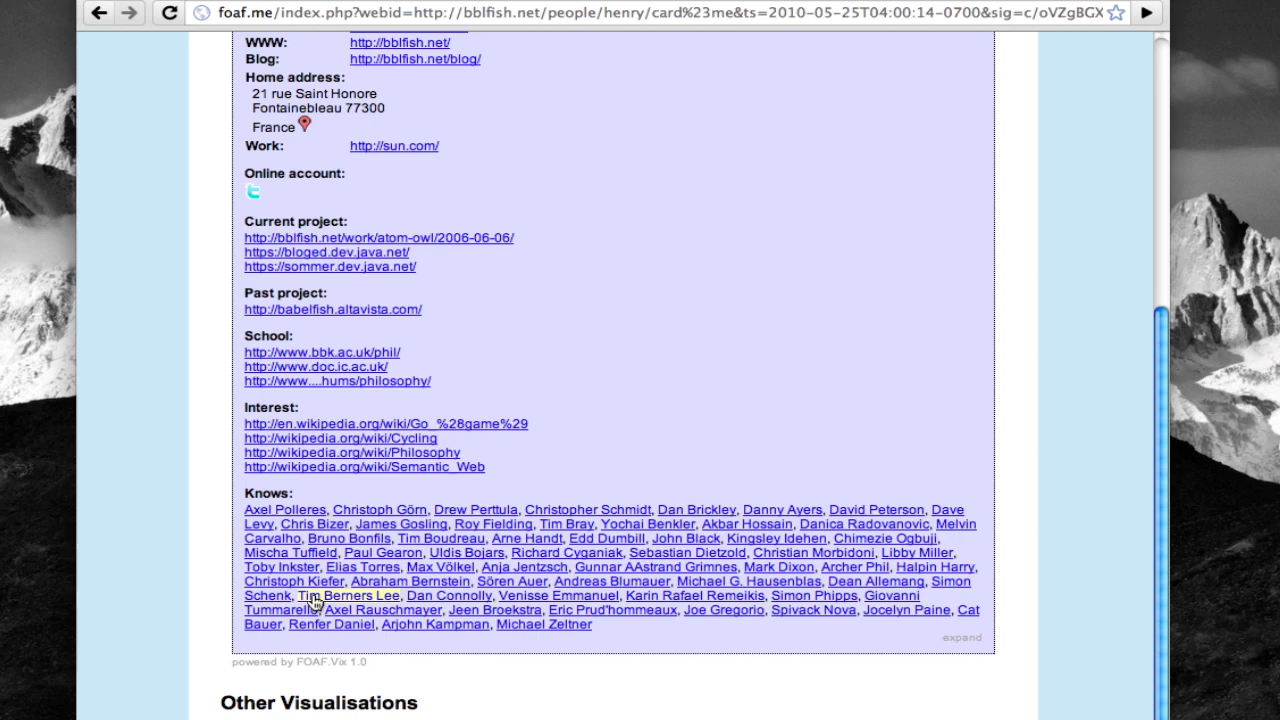 foaf.me/index.php?webid=http://bblfish.net/people/henry/card%23me&ts=2010-05-25T04:00:14-0700&sig=c/oVZgBGX
WWW: http://bblfish.net/
Blog: http://bblfish.net/blog/
Home address:
21 rue Saint Honore
Fontainebleau 77300
France
Work: http://sun.com/
Online account:
Current project:
http://bblfish.net/work/atom-owl/2006-06-06/
https://bloged.dev.java.net/
https://sommer.dev.java.net/
Past project:
http://babelfish.altavista.com/
School:
http://www.bbk.ac.uk/phil/
http://www.doc.ic.ac.uk/
http://www....hums/philosophy/
Interest:
http://en.wikipedia.org/wiki/Go_%28game%29
http://wikipedia.org/wiki/Cycling
http://wikipedia.org/wiki/Philosophy
http://wikipedia.org/wiki/Semantic_Web
Knows:
Axel Polleres, Christoph Görn, Drew Perttula, Christopher Schmidt, Dan Brickley, Danny Ayers, David Peterson, Dave
Levy, Chris Bizer, James Gosling, Roy Fielding, Tim Bray, Yochai Benkler, Akbar Hossain, Danica Radovanovic, Melvin
Carvalho, Bruno Bonfils, Tim Boudreau, Arne Handt, Edd Dumbill, John Black, Kingsley Idehen, Chimezie Ogbuji,
Mischa Tuffield, Paul Gearon, Uldis Bojars, Richard Cyganiak, Sebastian Dietzold, Christian Morbidoni, Libby Miller,
Toby Inkster, Elias Torres, Max Völkel, Anja Jentzsch, Gunnar AAstrand Grimnes, Mark Dixon, Archer Phil, Halpin Harry,
Christoph Kiefer, Abraham Bernstein, Sören Auer, Andreas Blumauer, Michael G. Hausenblas, Dean Allemang, Simon
Schenk, Tim Berners Lee, Dan Connolly, Venisse Emmanuel, Karin Rafael Remeikis, Simon Phipps, Giovanni
Tummarello, Axel Rauschmayer, Jeen Broekstra, Eric Prud'hommeaux, Joe Gregorio, Spivack Nova, Jocelyn Paine, Cat
Bauer, Renfer Daniel, Arjohn Kampman, Michael Zeltner
expand
powered by FOAF.Vix 1.0
Other Visualisations